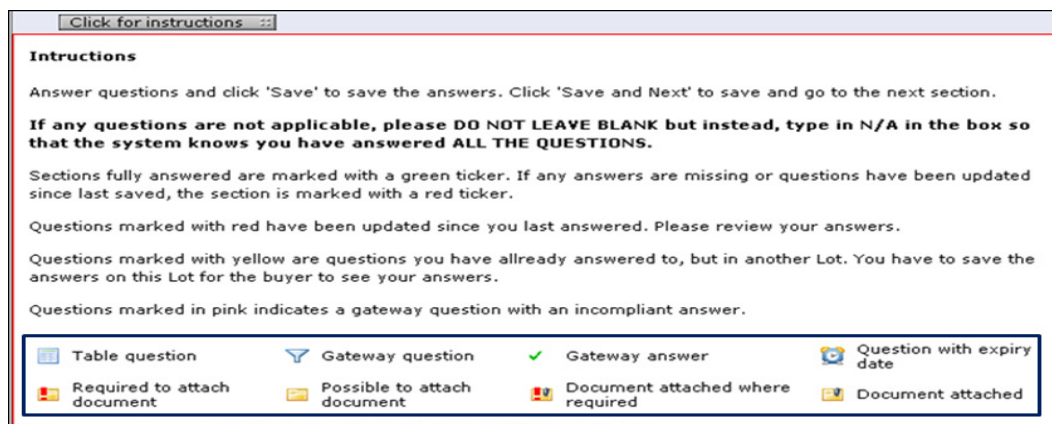 Click for instructions
Intructions
Answer questions and click 'Save' to save the answers. Click 'Save and Next' to save and go to the next section.
If any questions are not applicable, please DO NOT LEAVE BLANK but instead, type in N/A in the box so
that the system knows you have answered ALL THE QUESTIONS.
Sections fully answered are marked with a green ticker. If any answers are missing or questions have been updated
since last saved, the section is marked with a red ticker.
Questions marked with red have been updated since you last answered. Please review your answers.
Questions marked with yellow are questions you have allready answered to, but in another Lot. You have to save the
answers on this Lot for the buyer to see your answers.
Questions marked in pink indicates a gateway question with an incompliant answer.
Table question
Gateway question
Gateway answer
Question with expiry
date
Required to attach
document
Possible to attach
document
Document attached where
required
Document attached